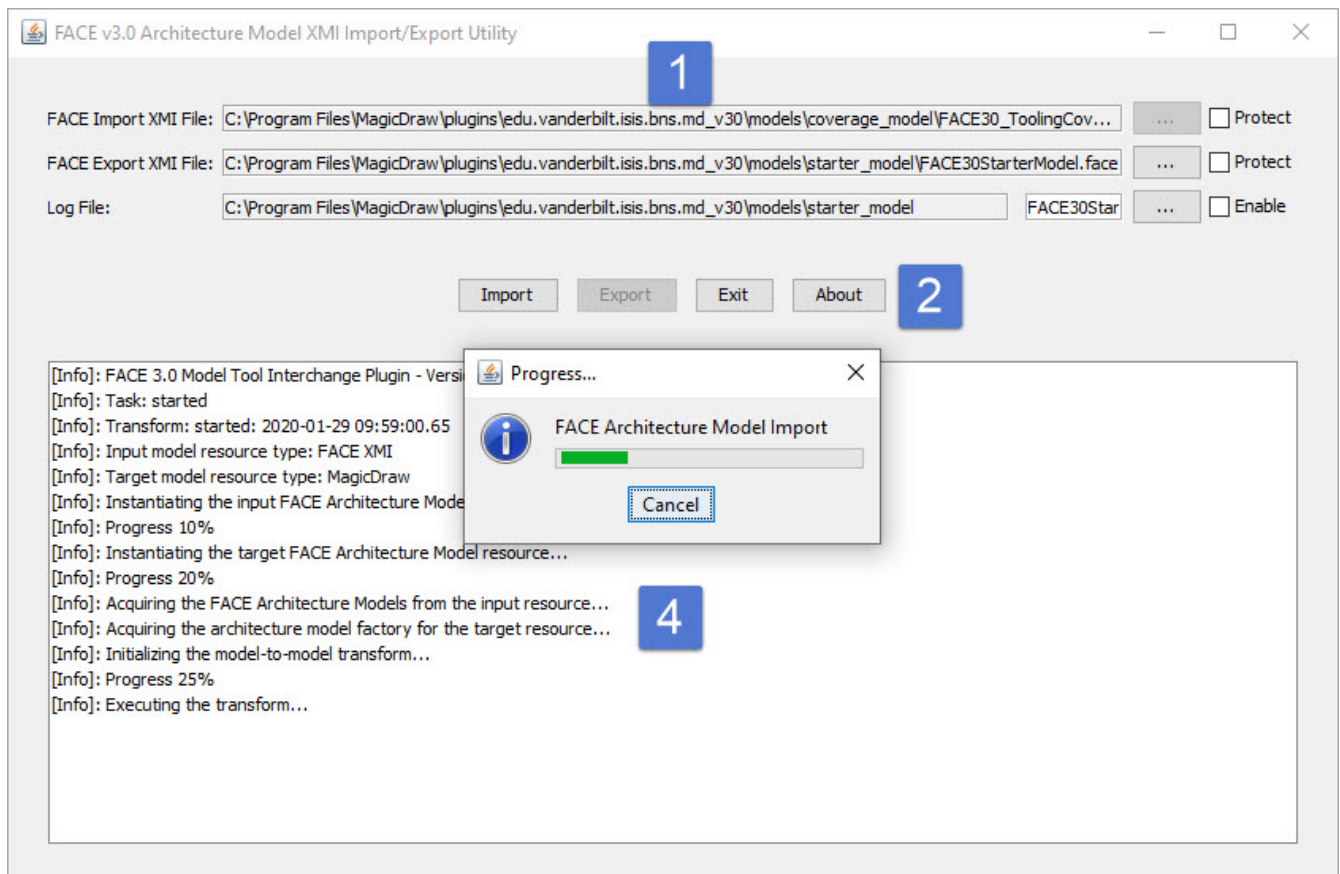 FACE v3.0 Architecture Model XMI Import/Export Utility
1
FACE Import XMI File: C:\Program Files\MagicDraw\plugins\edu.vanderbilt.isis.bns.md_v30\models\coverage_model\FACE30_ToolingCov... ... Protect
FACE Export XMI File: C:\Program Files\MagicDraw\plugins\edu.vanderbilt.isis.bns.md_v30\models\starter_model\FACE30StarterModel.face ... Protect
Log File: C:\Program Files\MagicDraw\plugins\edu.vanderbilt.isis.bns.md_v30\models\starter_model FACE30Star ... Enable
Import Export Exit About 2
[Info]: FACE 3.0 Model Tool Interchange Plugin - Versi
[Info]: Task: started
[Info]: Transform: started: 2020-01-29 09:59:00.65
[Info]: Input model resource type: FACE XMI
[Info]: Target model resource type: MagicDraw
[Info]: Instantiating the input FACE Architecture Mode
[Info]: Progress 10%
[Info]: Instantiating the target FACE Architecture Model resource...
[Info]: Progress 20%
[Info]: Acquiring the FACE Architecture Models from the input resource...
[Info]: Acquiring the architecture model factory for the target resource...
[Info]: Initializing the model-to-model transform...
[Info]: Progress 25%
[Info]: Executing the transform...
Progress...
FACE Architecture Model Import
Cancel
4